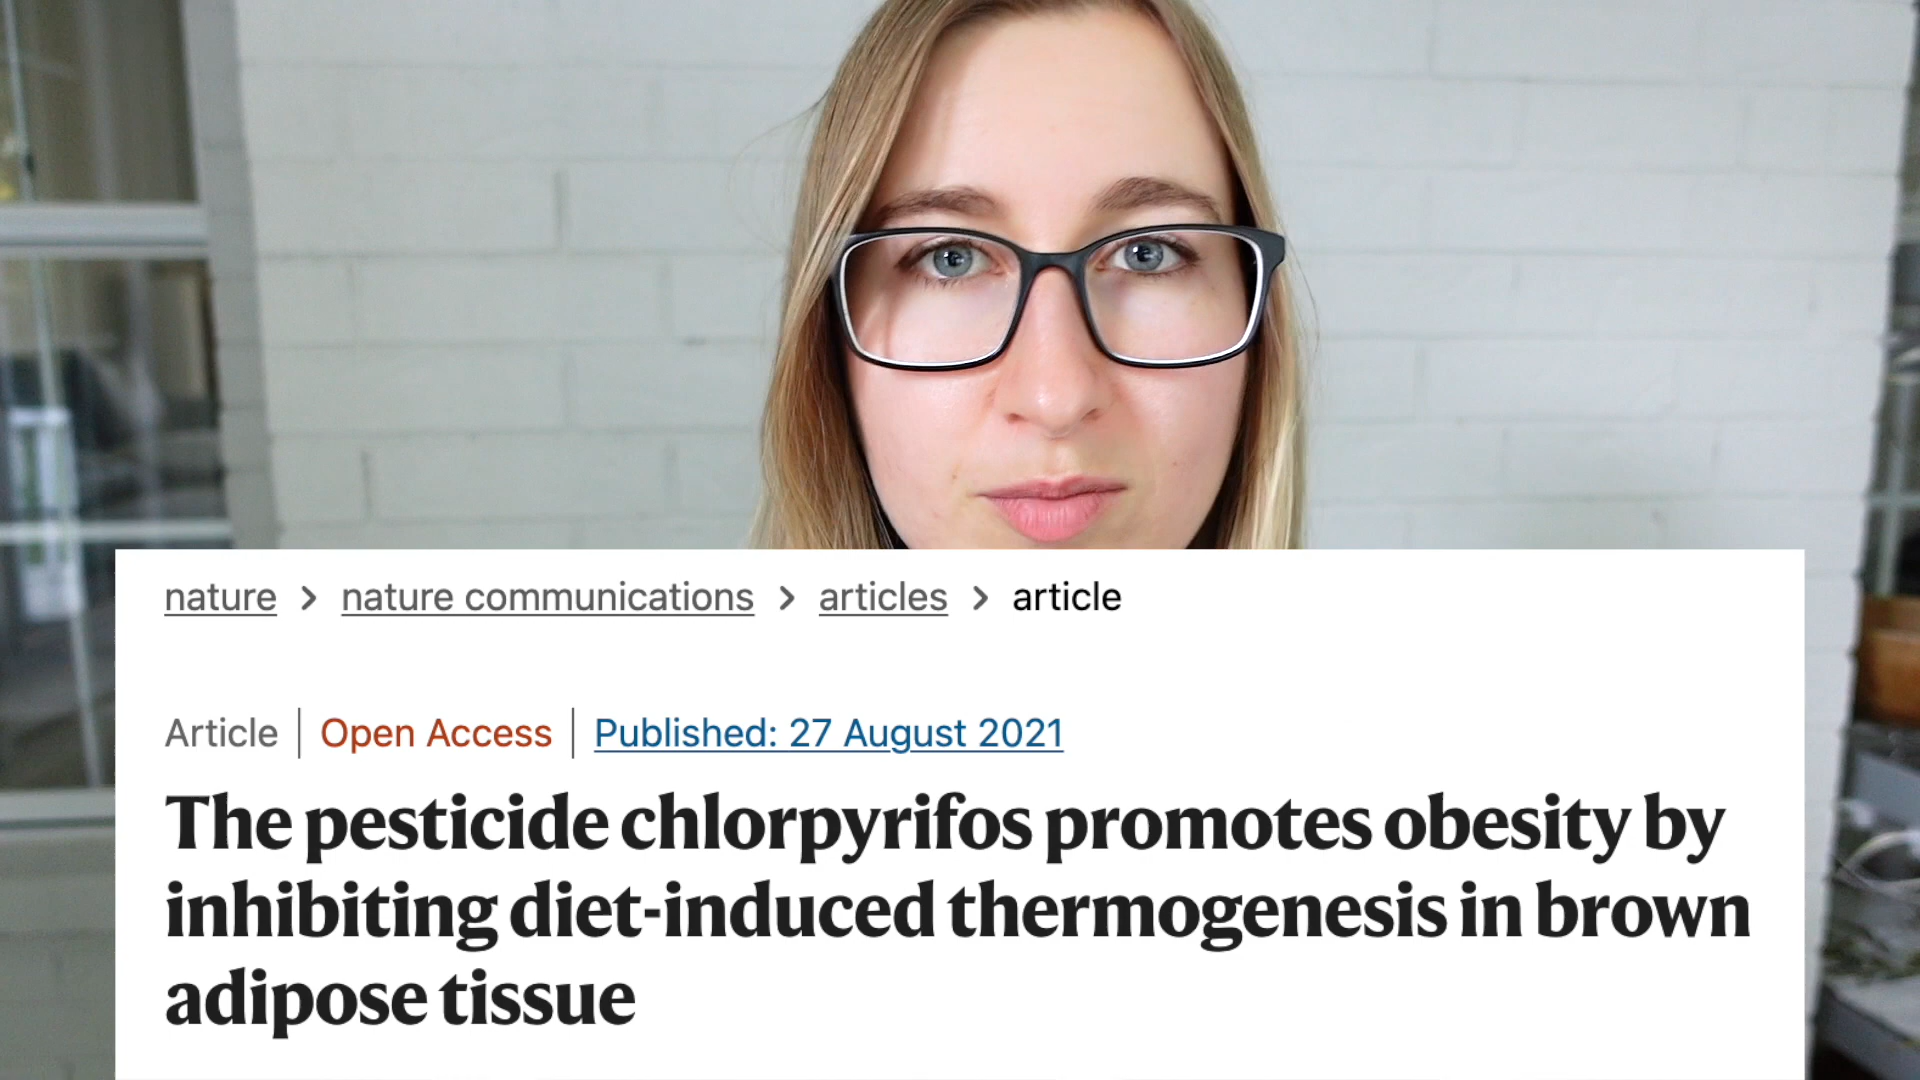 nature > nature communications > articles > article
Article | Open Access | Published: 27 August 2021
The pesticide chlorpyrifos promotes obesity by
inhibiting diet-induced thermogenesis in brown
adipose tissue